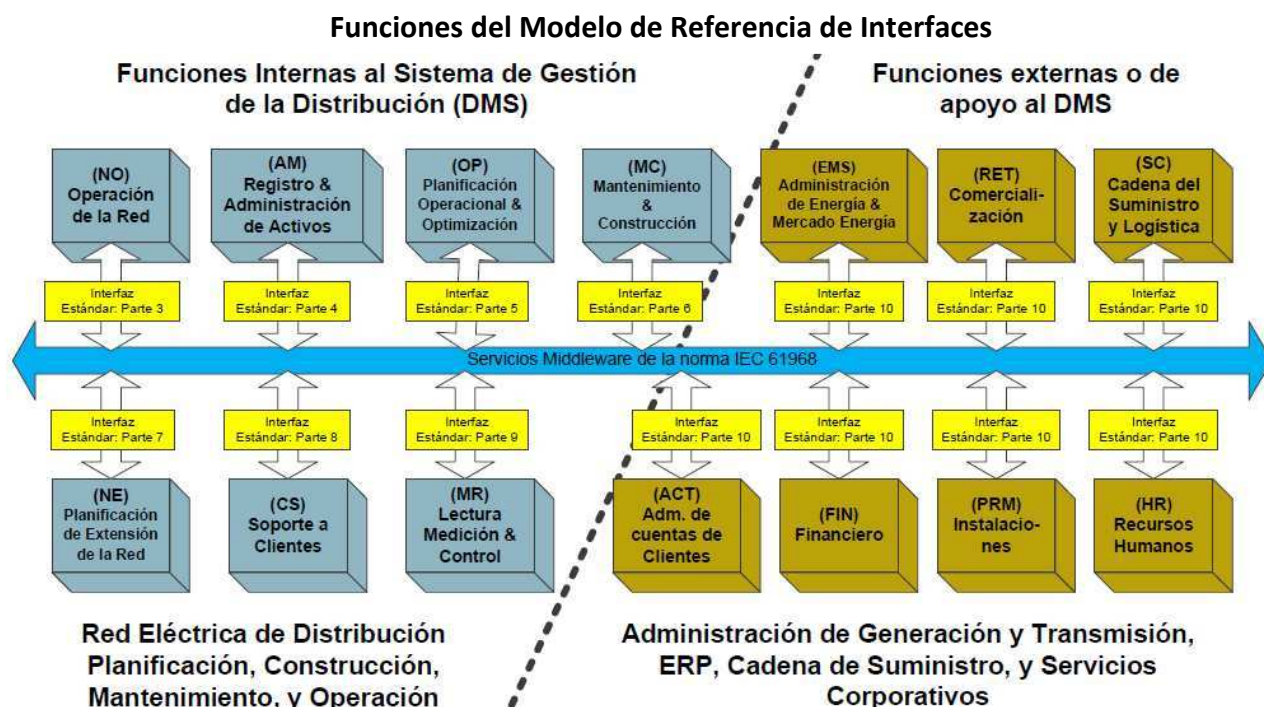 Funciones del Modelo de Referencia de Interfaces
Funciones Internas al Sistema de Gestión
de la Distribución (DMS)
Funciones externas o de
apoyo al DMS
(NO)
Operación
de la Red
(AM)
Registro &
Administración
de Activos
(OP)
Planificación
Operacional &
Optimización
(MC)
Mantenimiento
&
Construcción
(EMS)
Administración
de Energía &
Mercado Energía
(RET)
Comerciali-
zación
(SC)
Cadena del
Suministro
y Logística
Interfaz
Estándar: Parte 3
Interfaz
Estándar: Parte 4
Interfaz
Estándar: Parte 5
Interfaz
Estándar: Parte 6
Interfaz
Estándar: Parte 10
Interfaz
Estándar: Parte 10
Interfaz
Estándar: Parte 10
Servicios Middleware de la norma IEC 61968
Interfaz
Estándar: Parte 7
Interfaz
Estándar: Parte 8
Interfaz
Estándar: Parte 9
Interfaz
Estándar: Parte 10
Interfaz
Estándar: Parte 10
Interfaz
Estándar: Parte 10
Interfaz
Estándar: Parte 10
(NE)
Planificación
de Extensión
de la Red
(CS)
Soporte a
Clientes
(MR)
Lectura
Medición &
Control
(ACT)
Adm. de
cuentas de
Clientes
(FIN)
Financiero
(PRM)
Instalacio-
nes
(HR)
Recursos
Humanos
Red Eléctrica de Distribución
Planificación, Construcción,
Mantenimiento, y Operación
Administración de Generación y Transmisión,
ERP, Cadena de Suministro, y Servicios
Corporativos